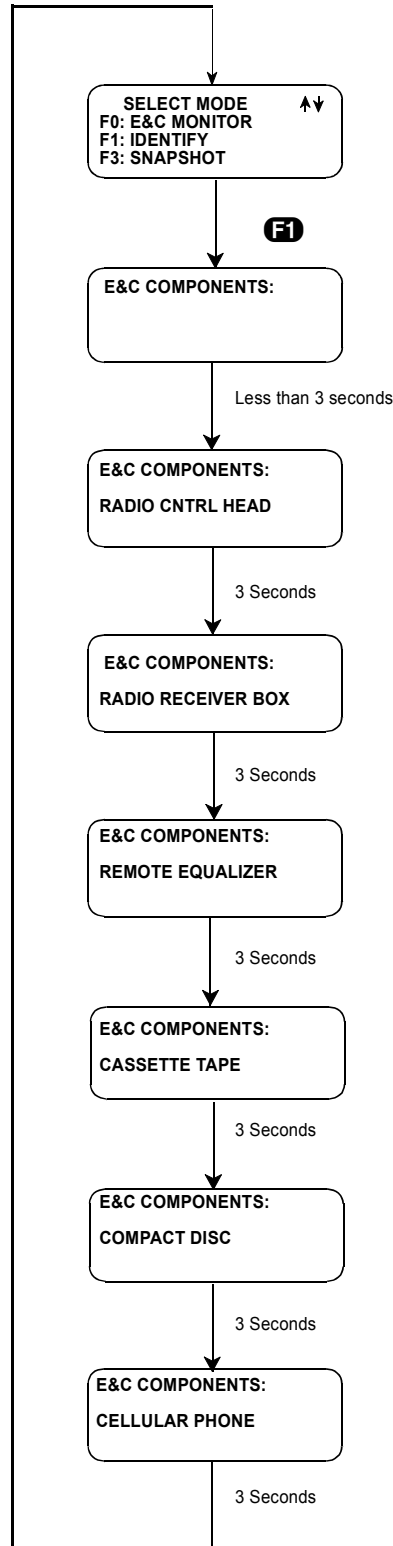 SELECT MODE
F0: E&C MONITOR
F1: IDENTIFY
F3: SNAPSHOT
F1
E&C COMPONENTS:
Less than 3 seconds
E&C COMPONENTS:
RADIO CNTRL HEAD
3 Seconds
E&C COMPONENTS:
RADIO RECEIVER BOX
3 Seconds
E&C COMPONENTS:
REMOTE EQUALIZER
3 Seconds
E&C COMPONENTS:
CASSETTE TAPE
3 Seconds
E&C COMPONENTS:
COMPACT DISC
3 Seconds
E&C COMPONENTS:
CELLULAR PHONE
3 Seconds